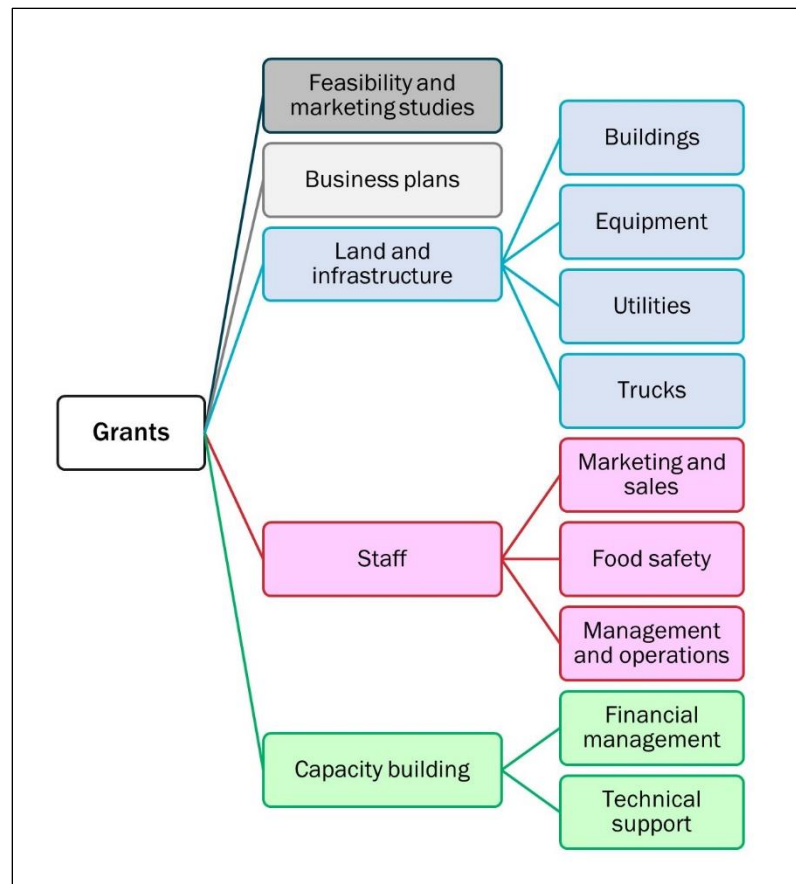 Feasibility and
marketing studies
Business plans
Land and
infrastructure
Buildings
Equipment
Utilities
Trucks
Grants
Staff
Marketing and
sales
Food safety
Management
and operations
Capacity building
Financial
management
Technical
support